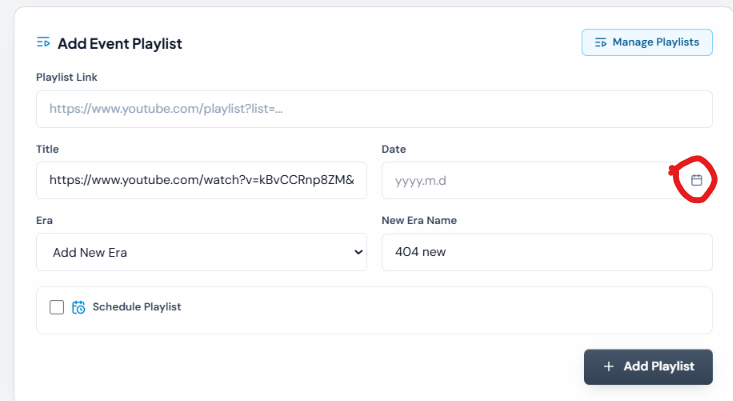 Add Event Playlist
Manage Playlists
Playlist Link
https://www.youtube.com/playlist?list=...
Title
Date
https://www.youtube.com/watch?v=kBvCCRnp8ZM&
yyyy.m.d
Era
New Era Name
Add New Era
404 new
Schedule Playlist
+ Add Playlist